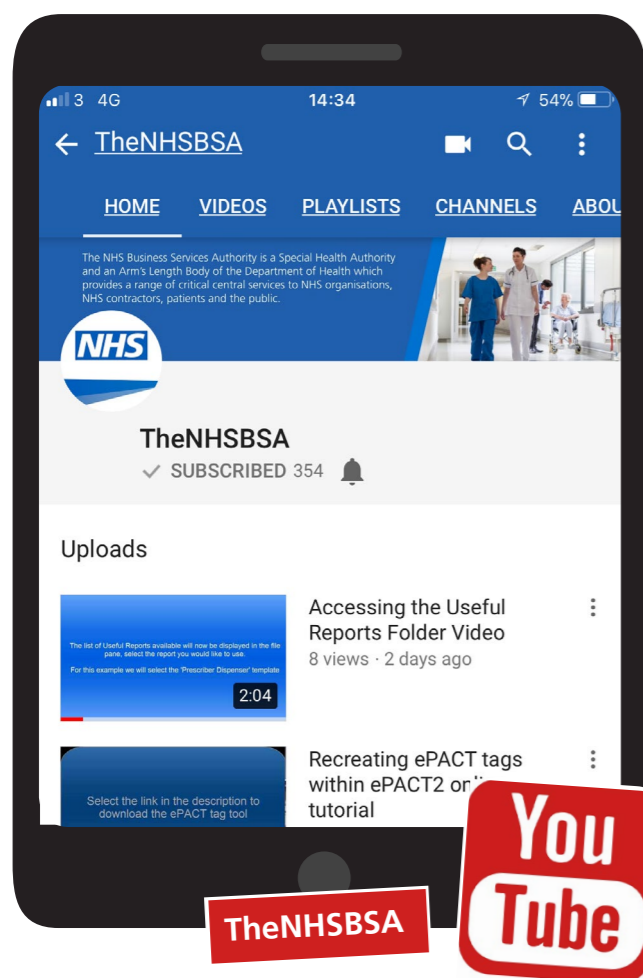 3 4G 14:34 54%
TheNHSBSA
HOME VIDEOS PLAYLISTS CHANNELS ABOU
The NHS Business Services Authority is a Special Health Authority
and an Arm's Length Body of the Department of Health which
provides a range of critical central services to NHS organisations,
NHS contractors, patients and the public.
NHS
TheNHSBSA
SUBSCRIBED 354
Uploads
The list of Useful Reports available will now be displayed in the file
pane, select the report you would like to use.
For this example we will select the 'Prescriber Dispenser' template
2:04
Accessing the Useful
Reports Folder Video
8 views · 2 days ago
Select the link in the description to
download the ePACT tag tool
Recreating ePACT tags
within ePACT2
tutorial
TheNHSBSA
You
Tube